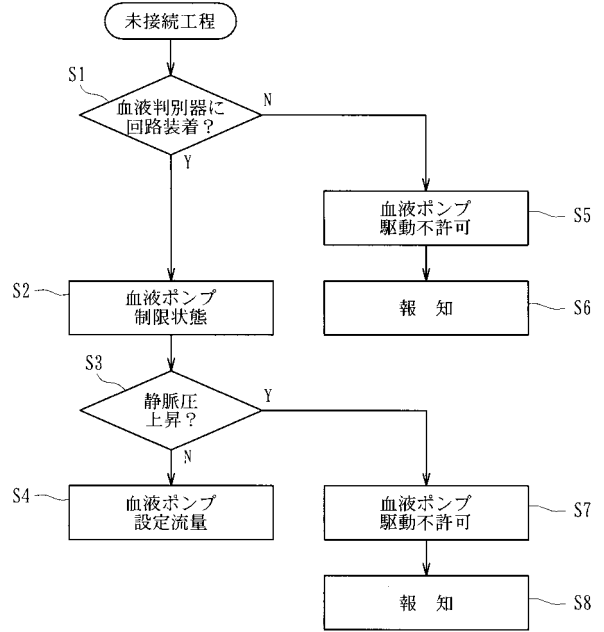 未接続工程
S1
血液判別器に
回路装着？
N
Y
血液ポンプ
駆動不許可
S5
S2
血液ポンプ
制限状態
報 知
S6
S3
静脈圧
上昇？
Y
N
S4
血液ポンプ
設定流量
血液ポンプ
駆動不許可
S7
報 知
S8